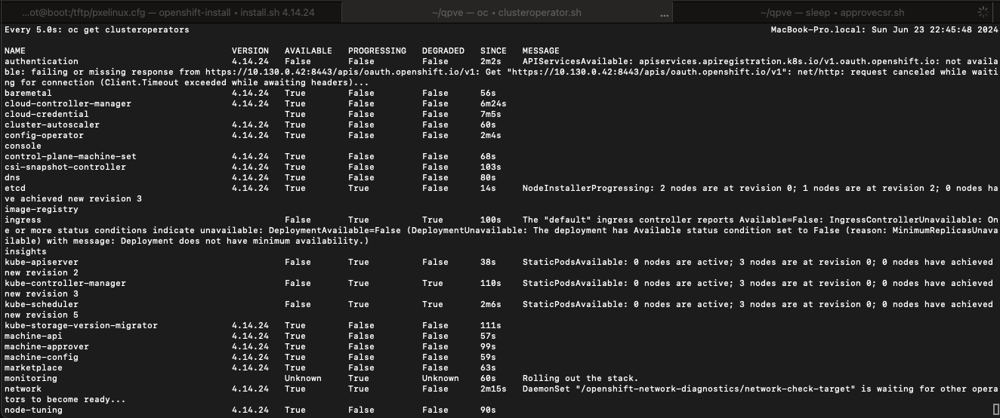 ...ot@boot:/tftp/pxelinux.cfg — openshift-install • install.sh 4.14.24
~/qpve — oc • clusteroperator.sh ...
~/qpve — sleep • approvecsr.sh
Every 5.0s: oc get clusteroperators MacBook-Pro.local: Sun Jun 23 22:45:48 2024
NAME VERSION AVAILABLE PROGRESSING DEGRADED SINCE MESSAGE
authentication 4.14.24 False False False 2m2s APIServicesAvailable: apiservices.apiregistration.k8s.io/v1.oauth.openshift.io: not availa
ble: failing or missing response from https://10.130.0.42:8443/apis/oauth.openshift.io/v1: Get "https://10.130.0.42:8443/apis/oauth.openshift.io/v1": net/http: request canceled while waiti
ng for connection (Client.Timeout exceeded while awaiting headers)...
baremetal 4.14.24 True False False 56s
cloud-controller-manager 4.14.24 True False False 6m24s
cloud-credential True False False 7m5s
cluster-autoscaler 4.14.24 True False False 60s
config-operator 4.14.24 True False False 2m4s
console
control-plane-machine-set 4.14.24 True False False 68s
csi-snapshot-controller 4.14.24 True False False 103s
dns 4.14.24 True False False 80s
etcd 4.14.24 True True False 14s NodeInstallerProgressing: 2 nodes are at revision 0; 1 nodes are at revision 2; 0 nodes ha
ve achieved new revision 3
image-registry
ingress False True True 100s The "default" ingress controller reports Available=False: IngressControllerUnavailable: On
e or more status conditions indicate unavailable: DeploymentAvailable=False (DeploymentUnavailable: The deployment has Available status condition set to False (reason: MinimumReplicasUnava
ilable) with message: Deployment does not have minimum availability.)
insights
kube-apiserver False True False 38s StaticPodsAvailable: 0 nodes are active; 3 nodes are at revision 0; 0 nodes have achieved
new revision 2
kube-controller-manager False True True 110s StaticPodsAvailable: 0 nodes are active; 3 nodes are at revision 0; 0 nodes have achieved
new revision 3
kube-scheduler False True True 2m6s StaticPodsAvailable: 0 nodes are active; 3 nodes are at revision 0; 0 nodes have achieved
new revision 5
kube-storage-version-migrator 4.14.24 True False False 111s
machine-api 4.14.24 True False False 57s
machine-approver 4.14.24 True False False 99s
machine-config 4.14.24 True False False 59s
marketplace 4.14.24 True False False 63s
monitoring Unknown True Unknown 60s Rolling out the stack.
network 4.14.24 True True False 2m15s DaemonSet "/openshift-network-diagnostics/network-check-target" is waiting for other opera
tors to become ready...
node-tuning 4.14.24 True False False 90s